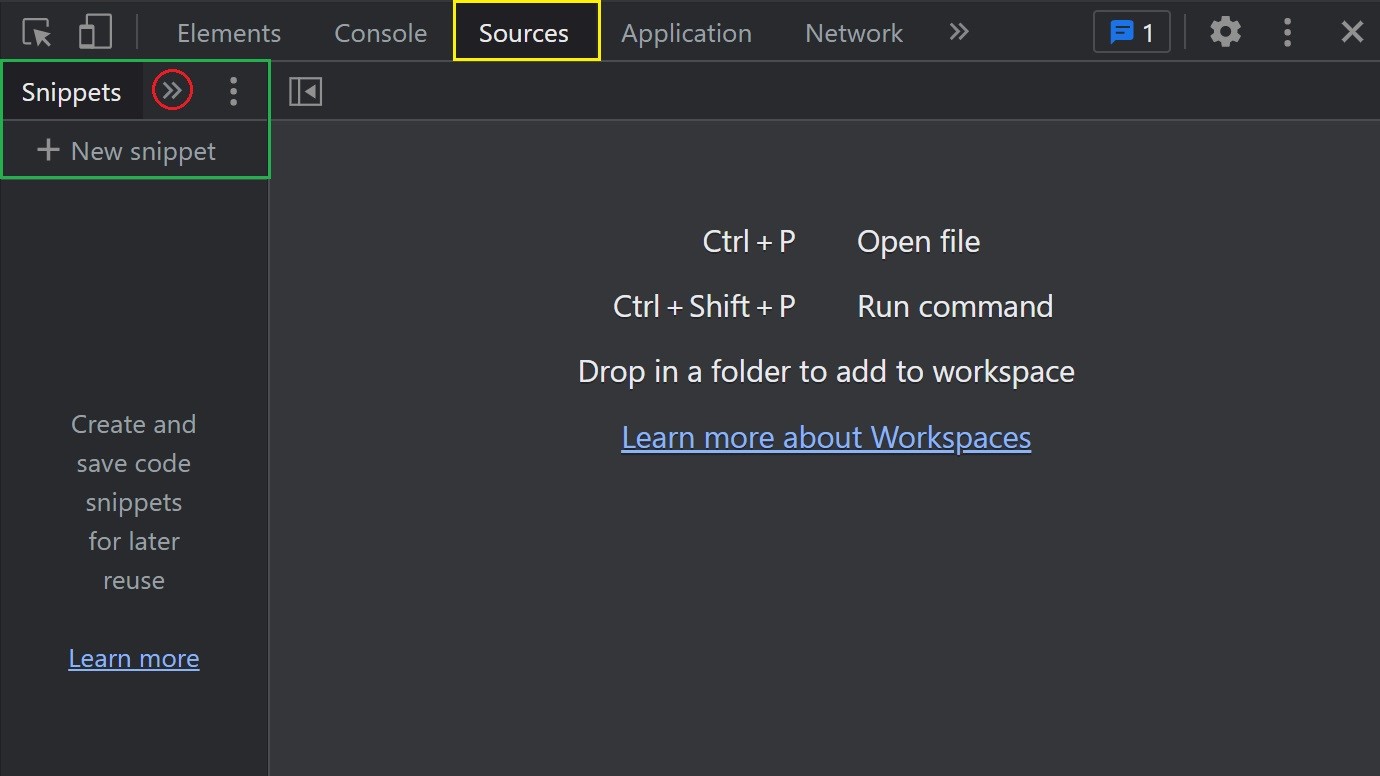 Elements Console Sources Application Network 1
Snippets
New snippet
Ctrl + P Open file
Ctrl + Shift + P Run command
Drop in a folder to add to workspace
Learn more about Workspaces
Create and
save code
snippets
for later
reuse
Learn more